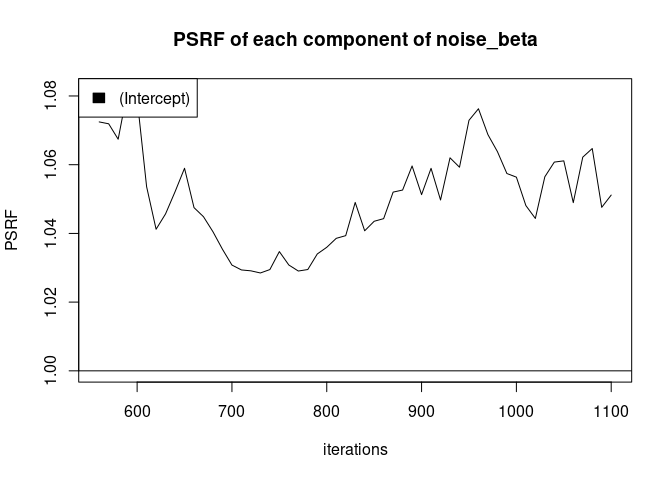 PSRF of each component of noise_beta
(Intercept)
PSRF
1.08
1.06
1.04
1.02
1.00
600 700 800 900 1000 1100
iterations